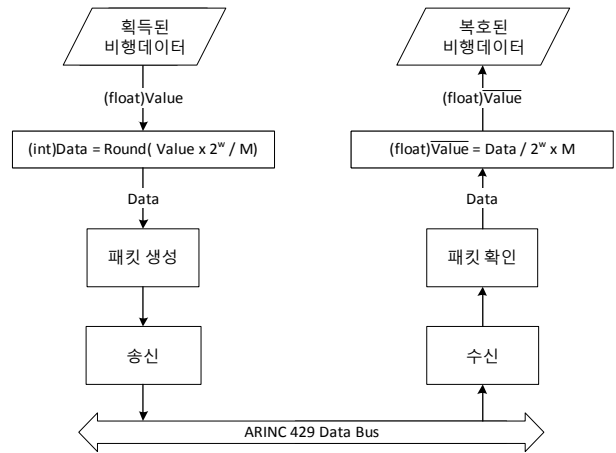 획득된
비행데이터
(float)Value
(int)Data = Round( Value x 2ʷ / M)
Data
패킷 생성
송신
복호된
비행데이터
(float)V̅a̅l̅u̅e̅
(float)V̅a̅l̅u̅e̅ = Data / 2ʷ x M
Data
패킷 확인
수신
ARINC 429 Data Bus